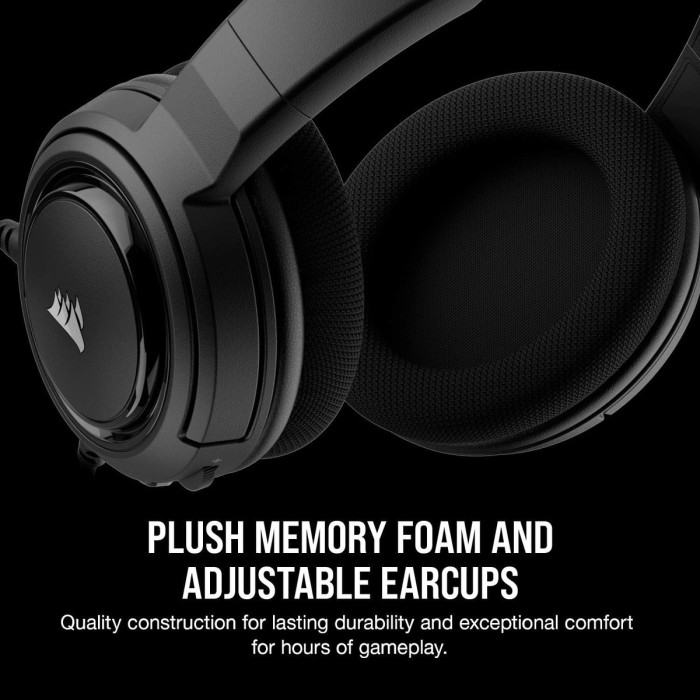 PLUSH MEMORY FOAM AND
ADJUSTABLE EARCUPS
Quality construction for lasting durability and exceptional comfort
for hours of gameplay.